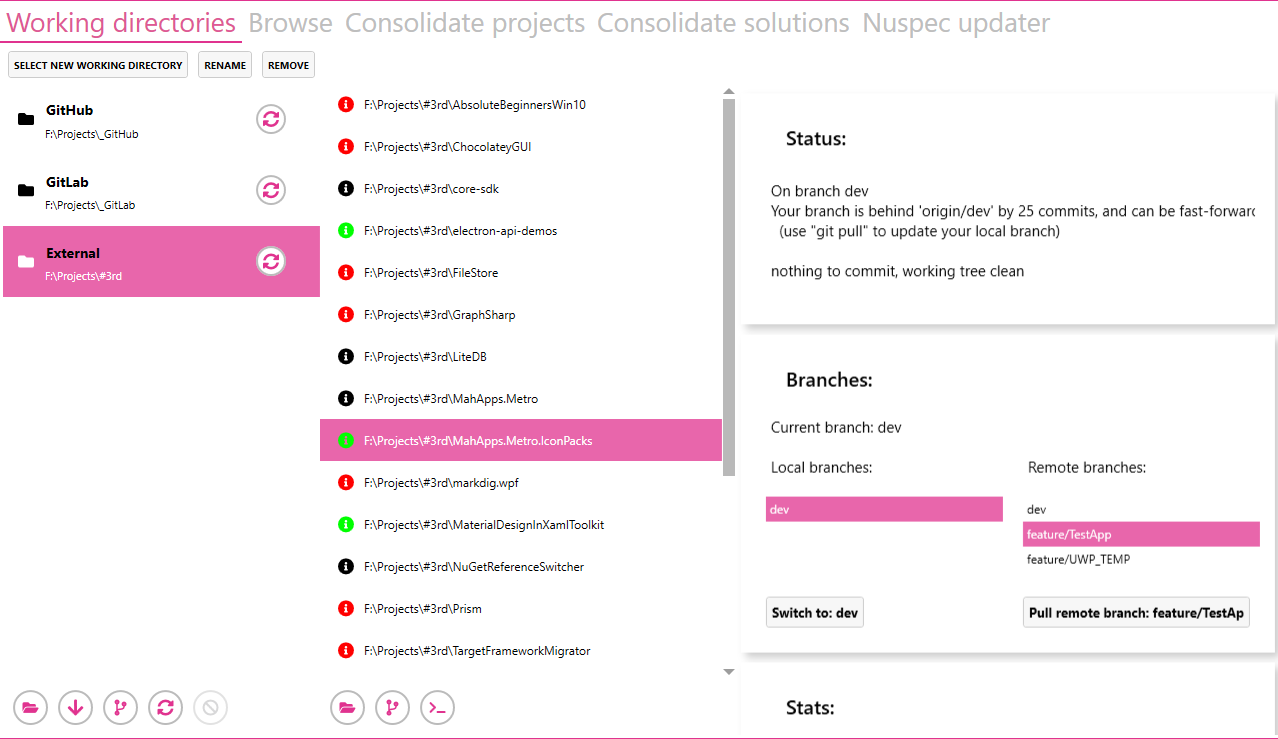 Working directories Browse Consolidate projects Consolidate solutions Nuspec updater
SELECT NEW WORKING DIRECTORY RENAME REMOVE
GitHub
F:\Projects\_GitHub
GitLab
F:\Projects\_GitLab
External
F:\Projects\#3rd
F:\Projects\#3rd\AbsoluteBeginnersWin10
F:\Projects\#3rd\ChocolateyGUI
F:\Projects\#3rd\core-sdk
F:\Projects\#3rd\electron-api-demos
F:\Projects\#3rd\FileStore
F:\Projects\#3rd\GraphSharp
F:\Projects\#3rd\LiteDB
F:\Projects\#3rd\MahApps.Metro
F:\Projects\#3rd\MahApps.Metro.IconPacks
F:\Projects\#3rd\markdig.wpf
F:\Projects\#3rd\MaterialDesignInXamlToolkit
F:\Projects\#3rd\NuGetReferenceSwitcher
F:\Projects\#3rd\Prism
F:\Projects\#3rd\TargetFrameworkMigrator
Status:
On branch dev
Your branch is behind 'origin/dev' by 25 commits, and can be fast-forward
(use "git pull" to update your local branch)
nothing to commit, working tree clean
Branches:
Current branch: dev
Local branches:
dev
Switch to: dev
Remote branches:
dev
feature/TestApp
feature/UWP_TEMP
Pull remote branch: feature/TestAp
Stats: